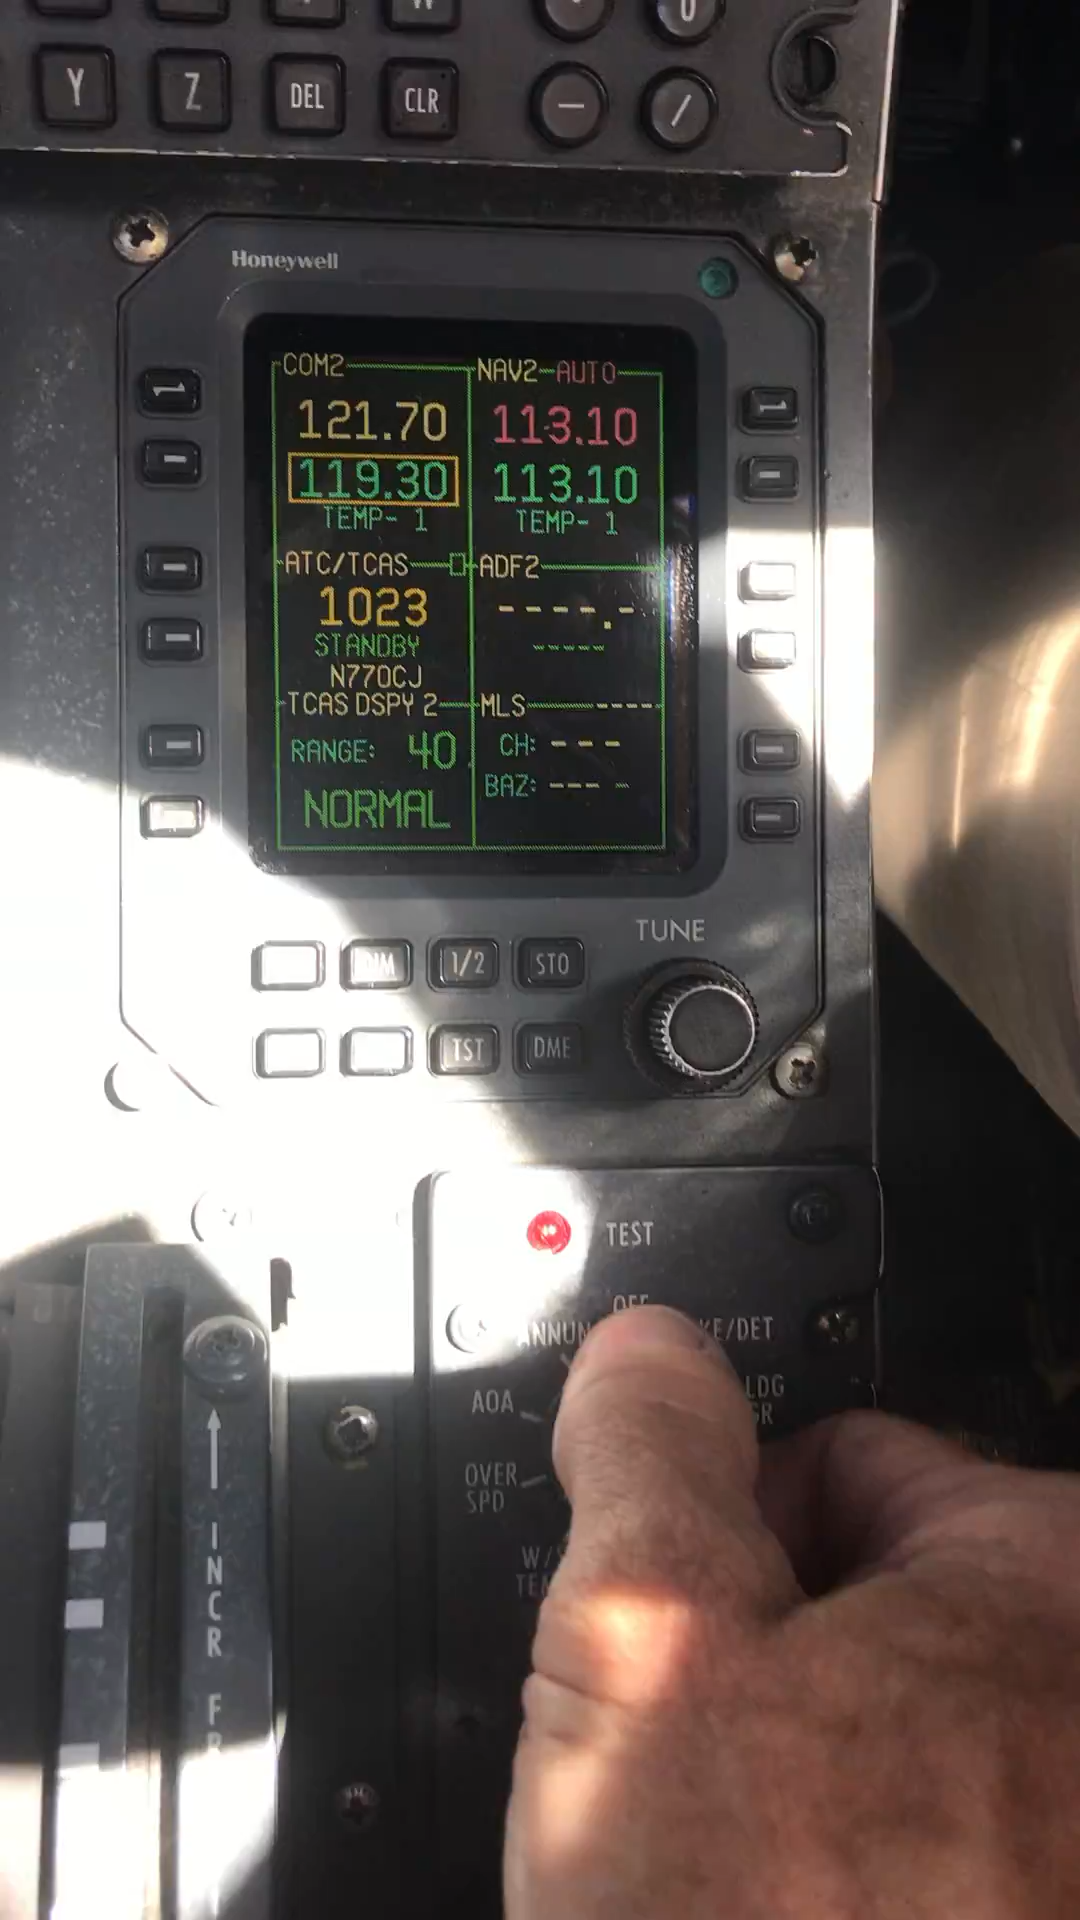 Y Z DEL CLR — /
Honeywell
COM2 NAV2 AUTO
121.70 113.10
119.30 113.10
TEMP- 1 TEMP- 1
ATC/TCAS ADF2
1023 ----.-
STANDBY -----
N770CJ
TCAS DSPY 2 MLS ----
RANGE: 40 CH: ---
BAZ: --- -
NORMAL
TUNE
DIM 1/2 STO
TST DME
TEST
OFF
AOA
LDG
OVER
SPD
INCR